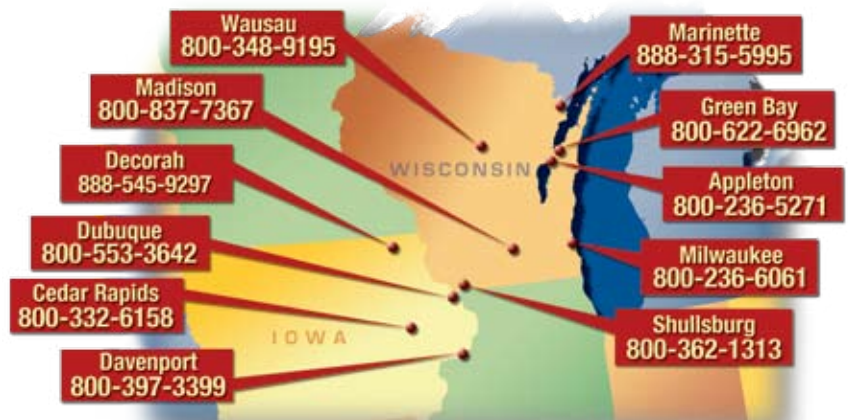 Wausau
800-348-9195
Madison
800-837-7367
Decorah
888-545-9297
Dubuque
800-553-3642
Cedar Rapids
800-332-6158
Davenport
800-397-3399
WISCONSIN
IOWA
Marinette
888-315-5995
Green Bay
800-622-6962
Appleton
800-236-5271
Milwaukee
800-236-6061
Shullsburg
800-362-1313